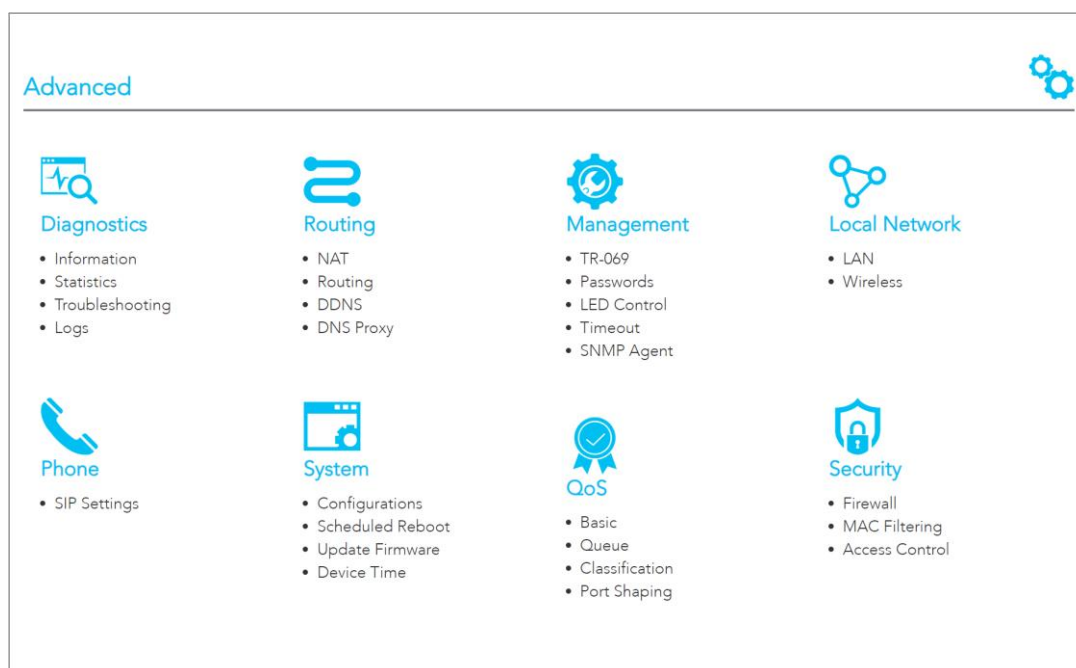 Advanced
Diagnostics
• Information
• Statistics
• Troubleshooting
• Logs
Routing
• NAT
• Routing
• DDNS
• DNS Proxy
Management
• TR-069
• Passwords
• LED Control
• Timeout
• SNMP Agent
Local Network
• LAN
• Wireless
Phone
• SIP Settings
System
• Configurations
• Scheduled Reboot
• Update Firmware
• Device Time
QoS
• Basic
• Queue
• Classification
• Port Shaping
Security
• Firewall
• MAC Filtering
• Access Control